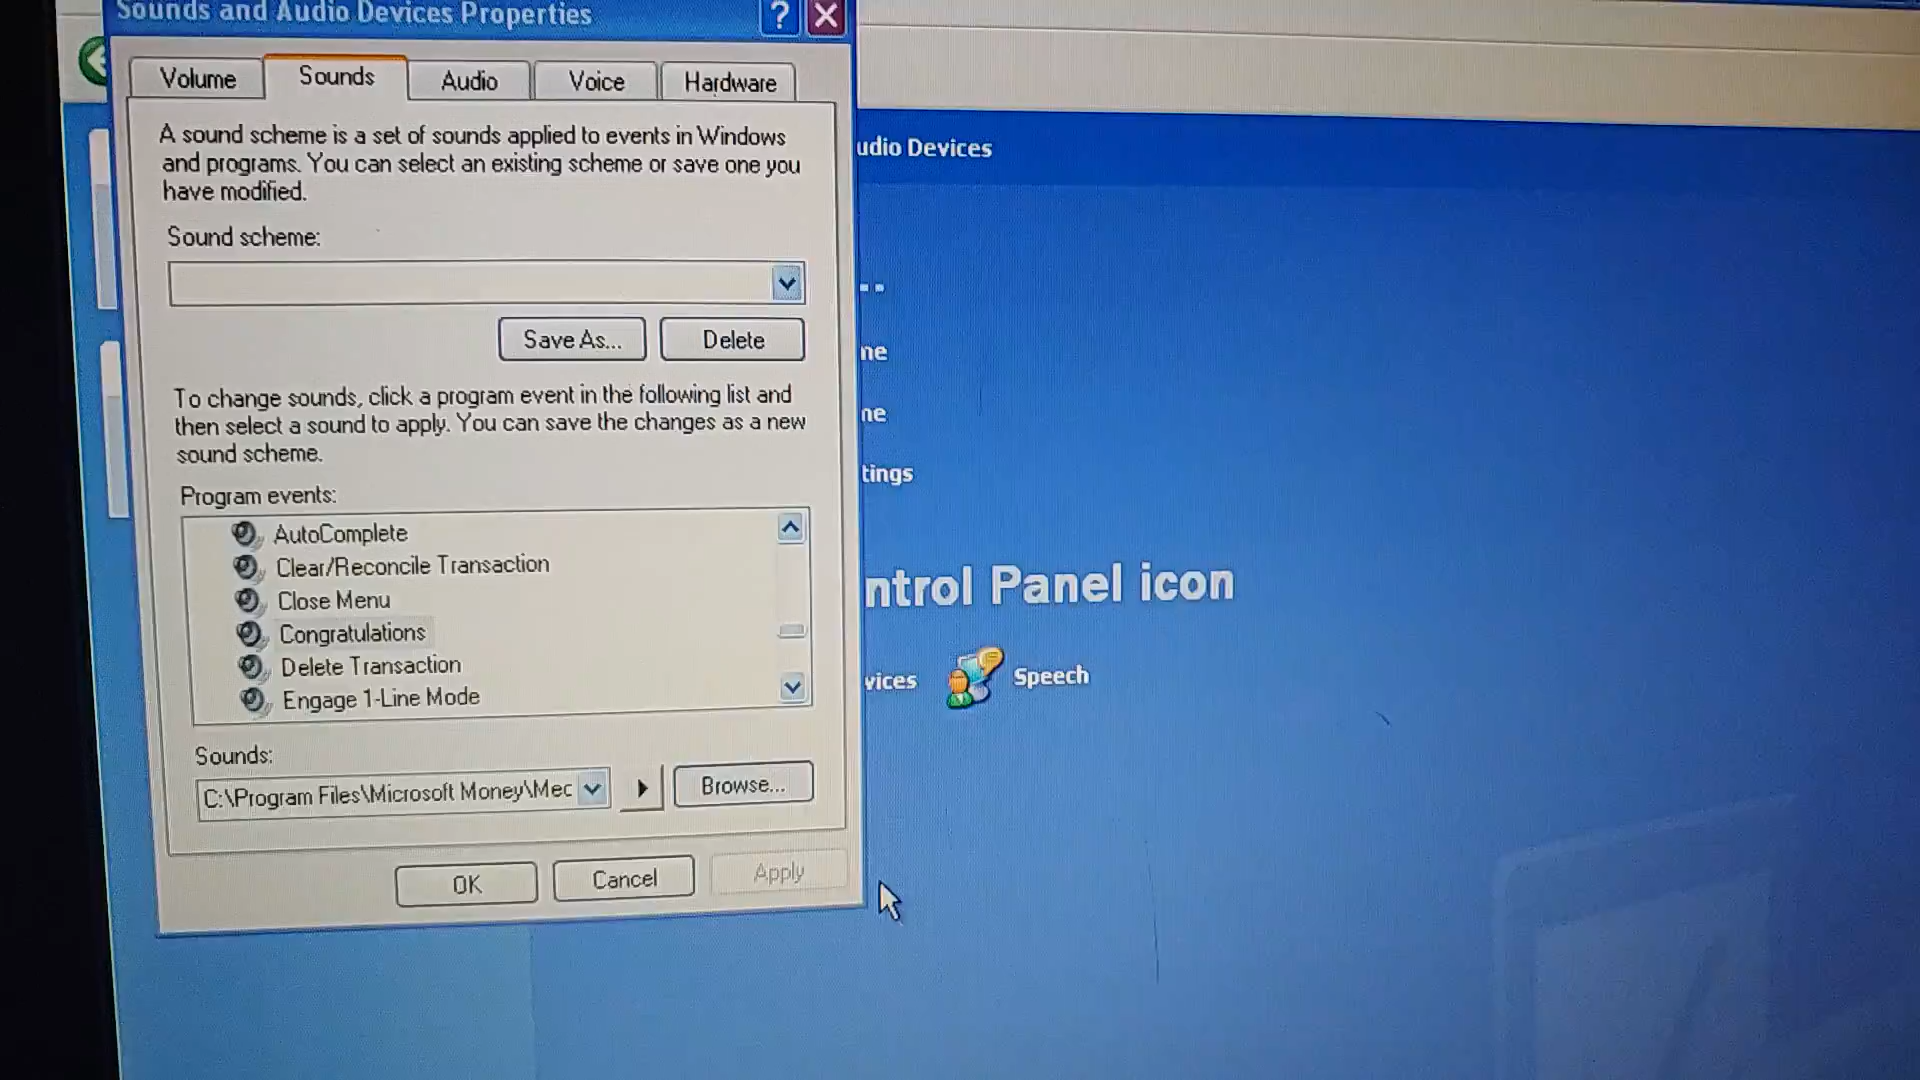 Sounds and Audio Devices Properties
?
Volume
Sounds
Audio
Voice
Hardware
A sound scheme is a set of sounds applied to events in Windows
and programs. You can select an existing scheme or save one you
have modified.
Sound scheme:
Save As...
Delete
To change sounds, click a program event in the following list and
then select a sound to apply. You can save the changes as a new
sound scheme.
Program events:
AutoComplete
Clear/Reconcile Transaction
Close Menu
Congratulations
Delete Transaction
Engage 1-Line Mode
Sounds:
C:\Program Files\Microsoft Money\Mec
Browse...
OK
Cancel
Apply
udio Devices
me
me
tings
ntrol Panel icon
vices
Speech